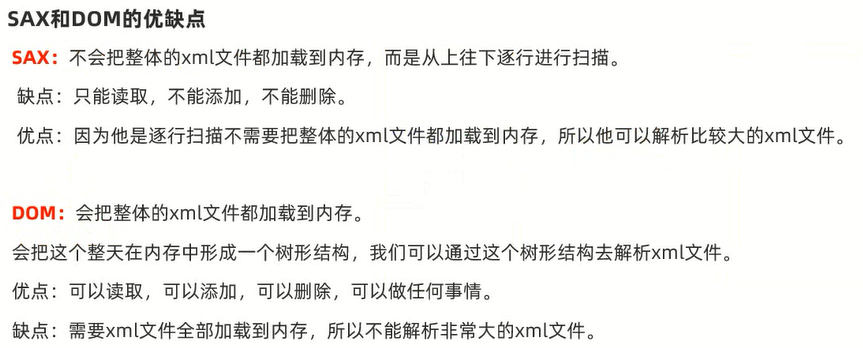 SAX和DOM的优缺点
SAX：不会把整体的xml文件都加载到内存，而是从上往下逐行进行扫描。
缺点：只能读取，不能添加，不能删除。
优点：因为他是逐行扫描不需要把整体的xml文件都加载到内存，所以他可以解析比较大的xml文件。
DOM：会把整体的xml文件都加载到内存。
会把这个整天在内存中形成一个树形结构，我们可以通过这个树形结构去解析xml文件。
优点：可以读取，可以添加，可以删除，可以做任何事情。
缺点：需要xml文件全部加载到内存，所以不能解析非常大的xml文件。